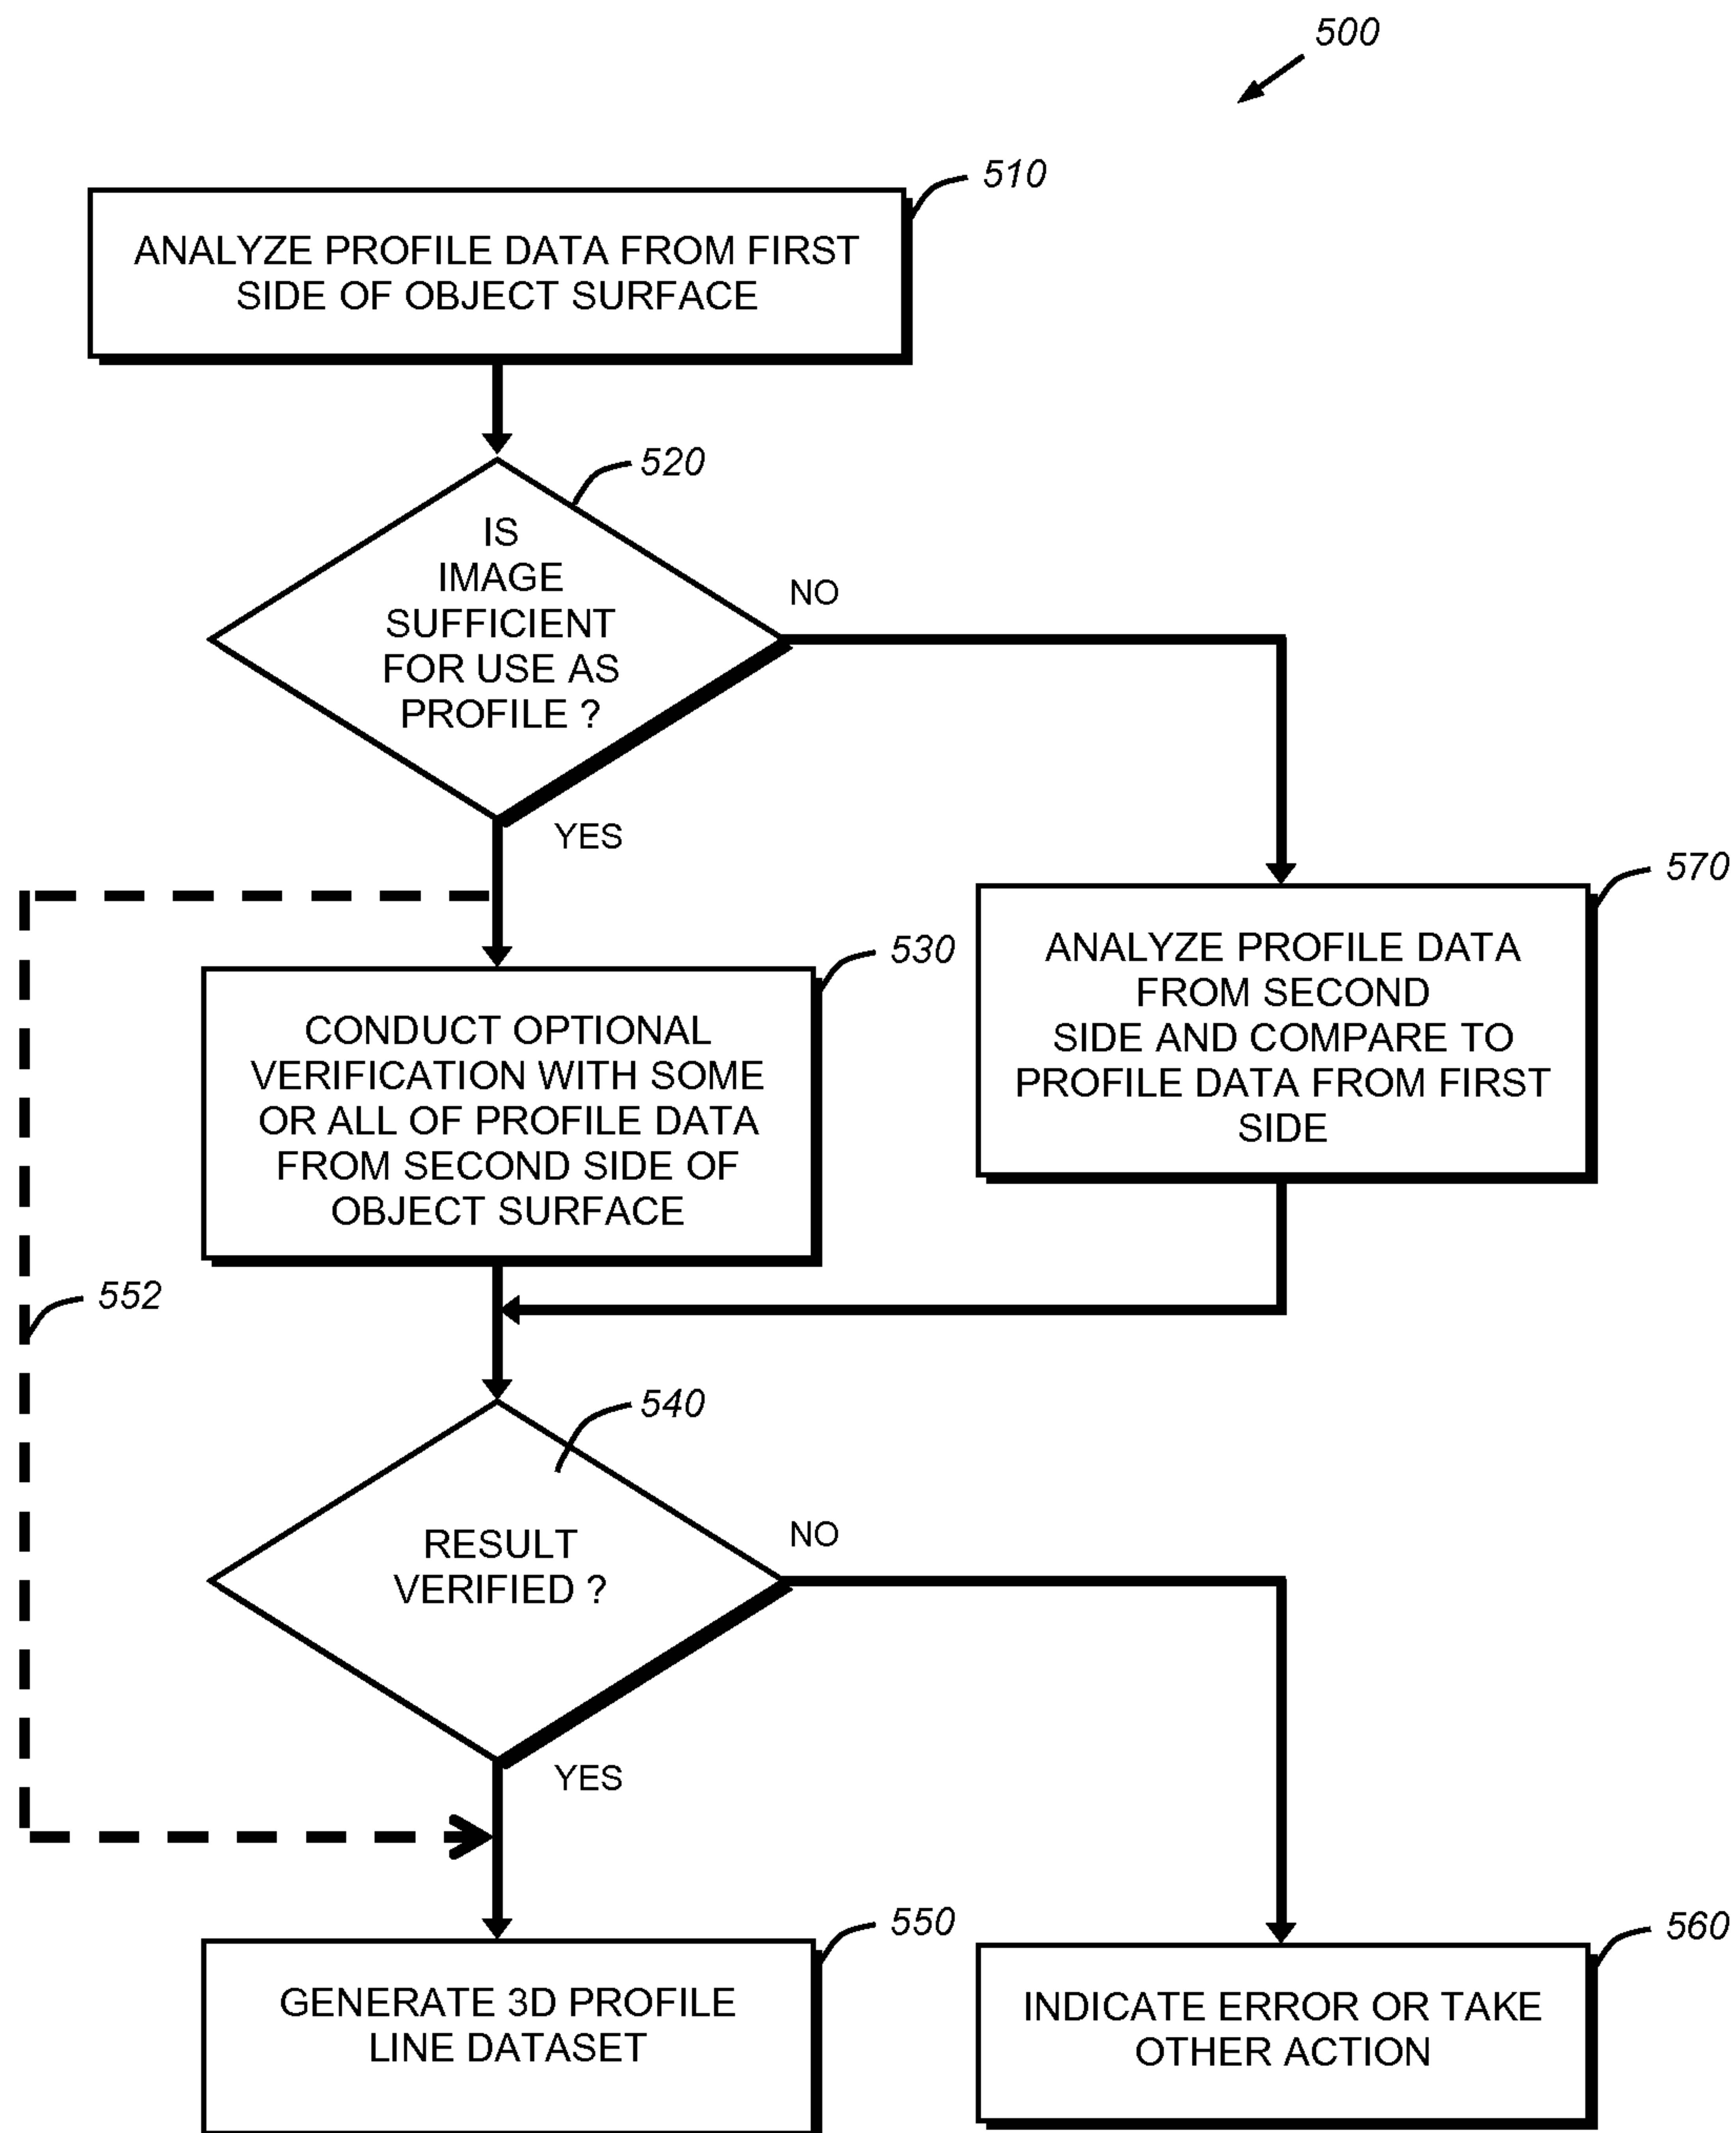 500
510
ANALYZE PROFILE DATA FROM FIRST
SIDE OF OBJECT SURFACE
520
IS
IMAGE
SUFFICIENT
FOR USE AS
PROFILE ?
NO
YES
570
ANALYZE PROFILE DATA
FROM SECOND
SIDE AND COMPARE TO
PROFILE DATA FROM FIRST
SIDE
530
CONDUCT OPTIONAL
VERIFICATION WITH SOME
OR ALL OF PROFILE DATA
FROM SECOND SIDE OF
OBJECT SURFACE
552
540
RESULT
VERIFIED ?
NO
YES
550
GENERATE 3D PROFILE
LINE DATASET
560
INDICATE ERROR OR TAKE
OTHER ACTION